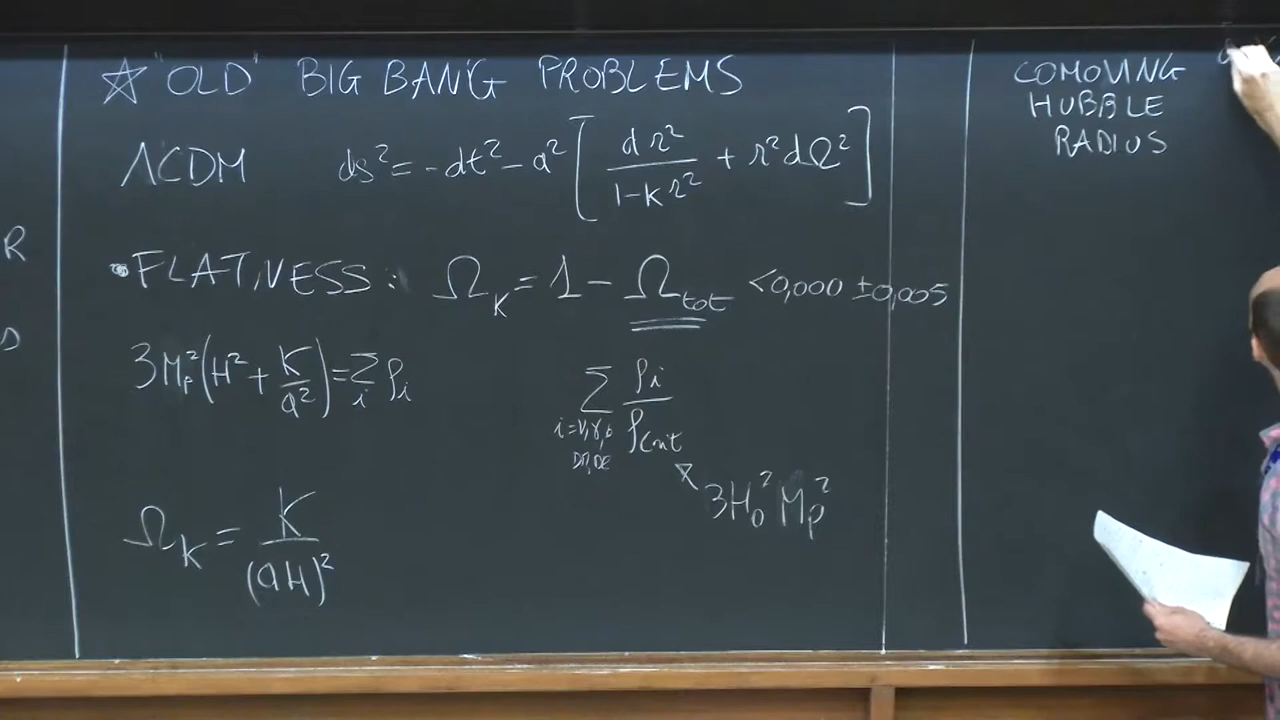 ☆ "OLD" BIG BANG PROBLEMS
ΛCDM ds² = -dt² - a² [ dr² / (1-Kr²) + r²dΩ² ]
• FLATNESS: Ω_K = 1 - Ω_tot < 0,000 ± 0,005
3M_p² (H² + K/a²) = Σ_i ρ_i
Σ_{i=ν,γ,b DM,DE} ρ_i / ρ_crit
3H_0² M_p²
Ω_K = K / (aH)²
COMOVING
HUBBLE
RADIUS
R